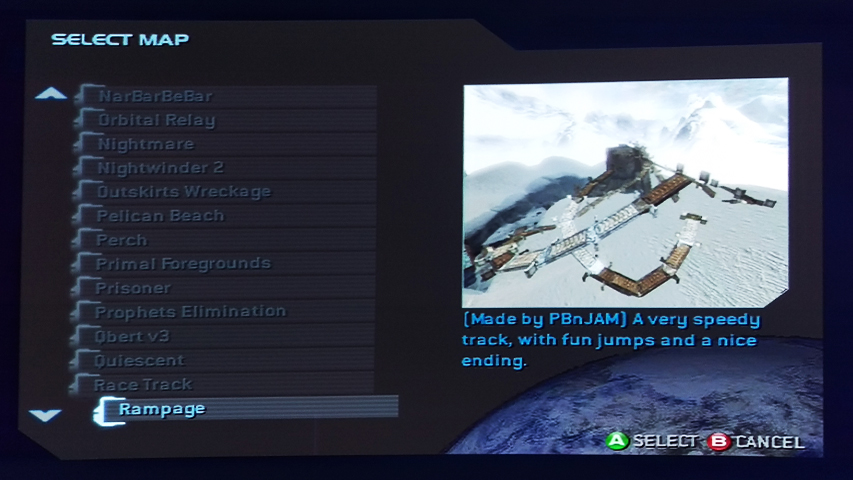 SELECT MAP
NarBarBeBar
Orbital Relay
Nightmare
Nightwinder 2
Outskirts Wreckage
Pelican Beach
Perch
Primal Foregrounds
Prisoner
Prophets Elimination
Qbert v3
Quiescent
Race Track
Rampage
(Made by PBnJAM) A very speedy
track, with fun jumps and a nice
ending.
A SELECT B CANCEL